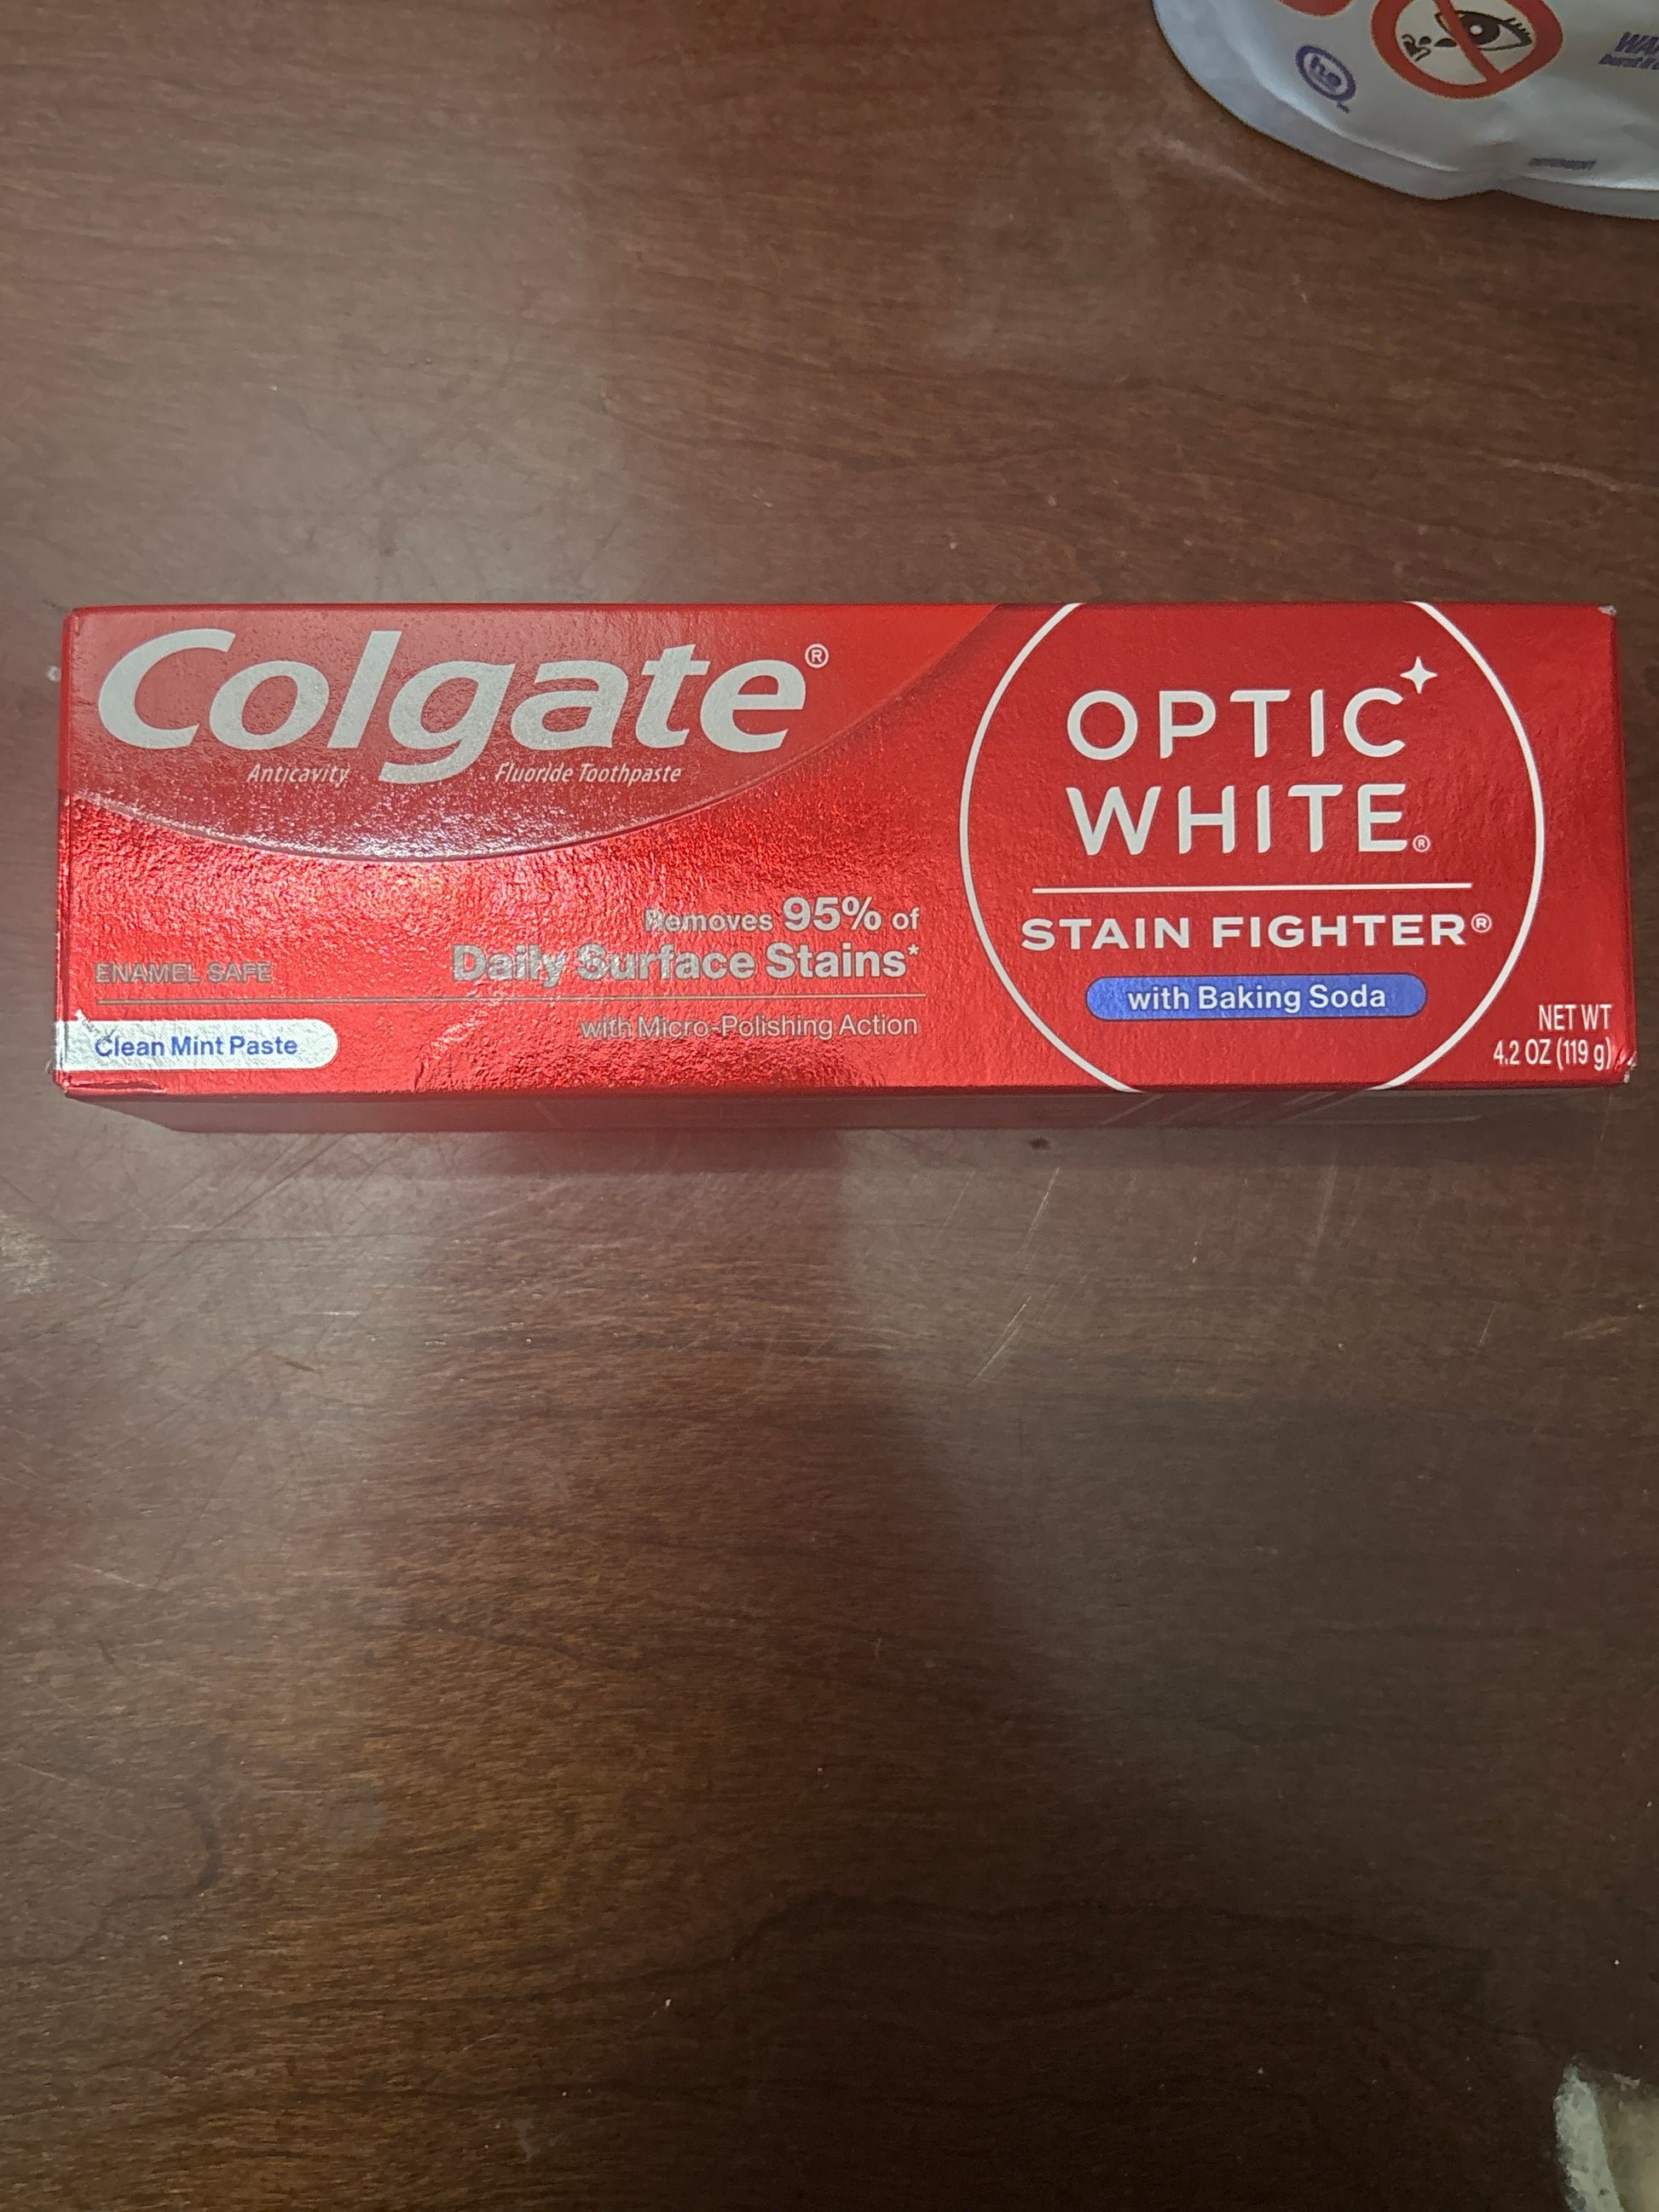 he
Colgate®
Anticavity Fluoride Toothpaste
Removes 95% of
Daily Surface Stains*
ENAMEL SAFE
with Micro-Polishing Action
Clean Mint Paste
OPTIC
WHITE®
STAIN FIGHTER®
with Baking Soda
NET WT
4.2 OZ (119 g)